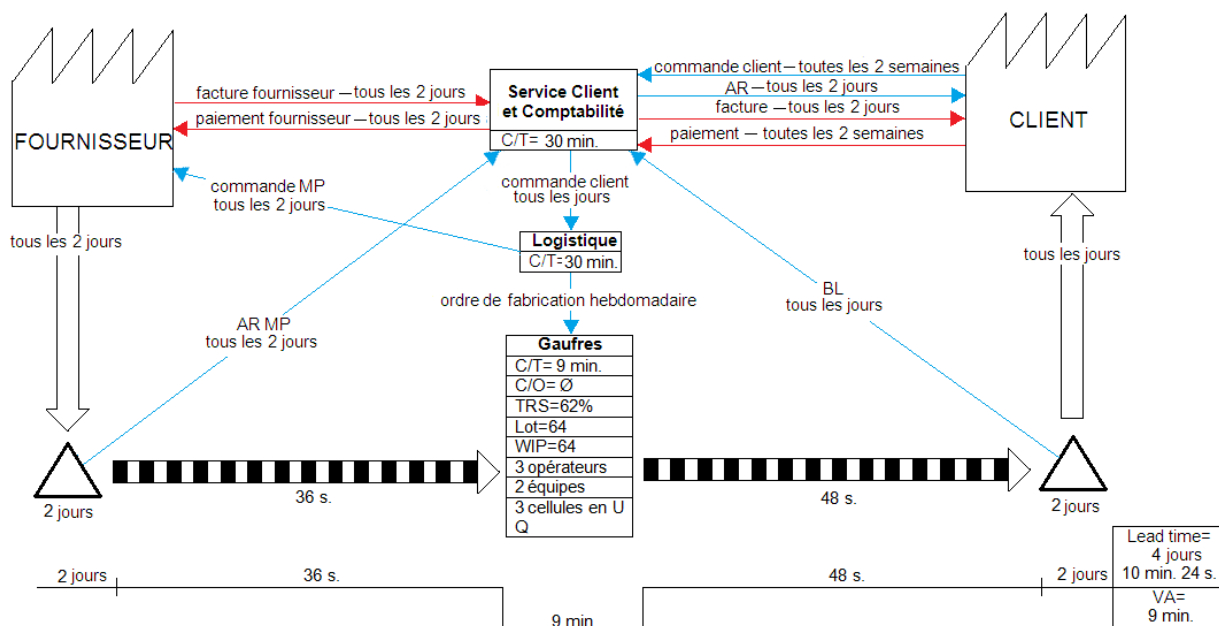 commande client—toutes les 2 semaines
AR—tous les 2 jours
facture —tous les 2 jours
paiement — toutes les 2 semaines
Service Client
et Comptabilité
C/T= 30 min.
facture fournisseur —tous les 2 jours
paiement fournisseur—tous les 2 jours
FOURNISSEUR
CLIENT
commande MP
tous les 2 jours
commande client
tous les jours
tous les 2 jours
Logistique
C/T=30 min.
tous les jours
ordre de fabrication hebdomadaire
BL
tous les jours
AR MP
tous les 2 jours
Gaufres
C/T= 9 min.
C/O= Ø
TRS=62%
Lot=64
WIP=64
3 opérateurs
2 équipes
3 cellules en U
Q
36 s.
48 s.
2 jours
2 jours
2 jours
36 s.
9 min.
48 s.
2 jours
Lead time=
4 jours
10 min. 24 s.
VA=
9 min.